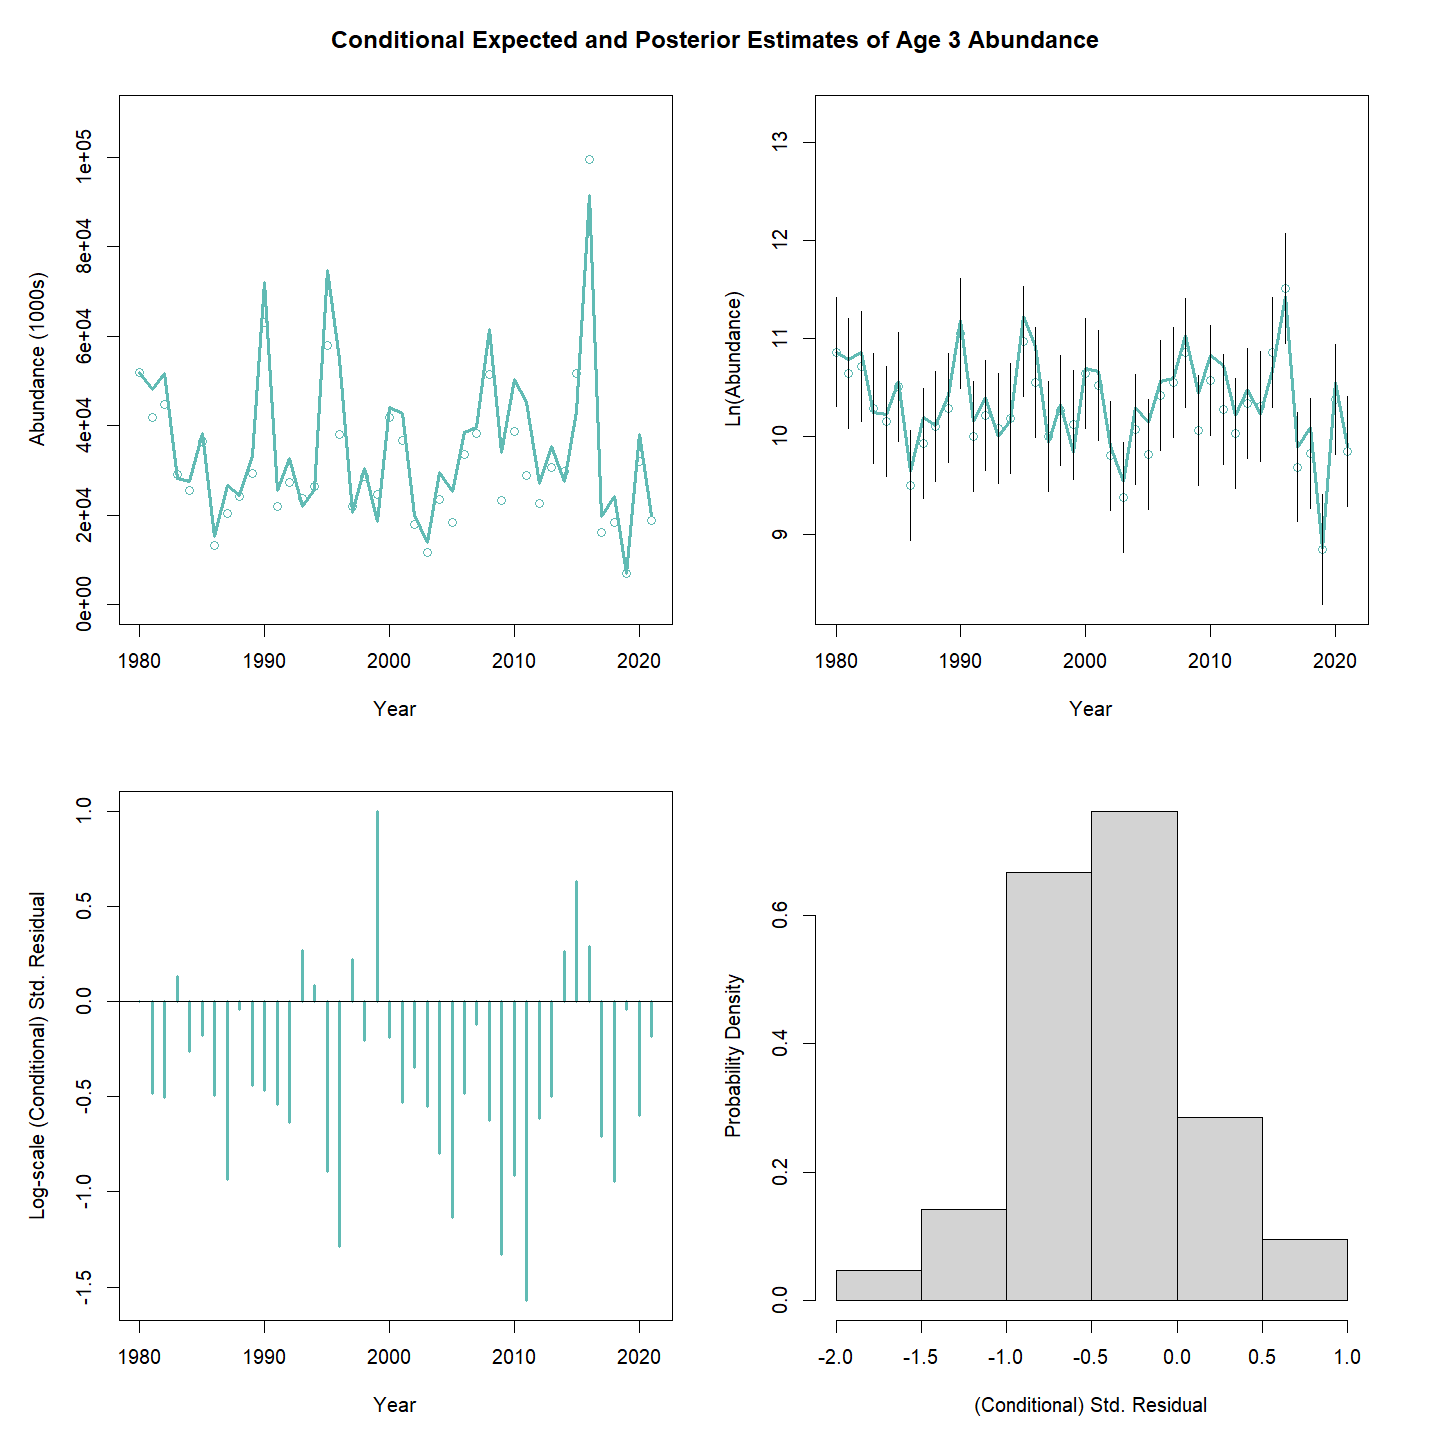 Conditional Expected and Posterior Estimates of Age 3 Abundance
Abundance (1000s)
1e+05
8e+04
6e+04
4e+04
2e+04
0e+00
1980 1990 2000 2010 2020
Year
Ln(Abundance)
13
12
11
10
9
1980 1990 2000 2010 2020
Year
Log-scale (Conditional) Std. Residual
1.0
0.5
0.0
-0.5
-1.0
-1.5
1980 1990 2000 2010 2020
Year
Probability Density
0.6
0.4
0.2
0.0
-2.0 -1.5 -1.0 -0.5 0.0 0.5 1.0
(Conditional) Std. Residual